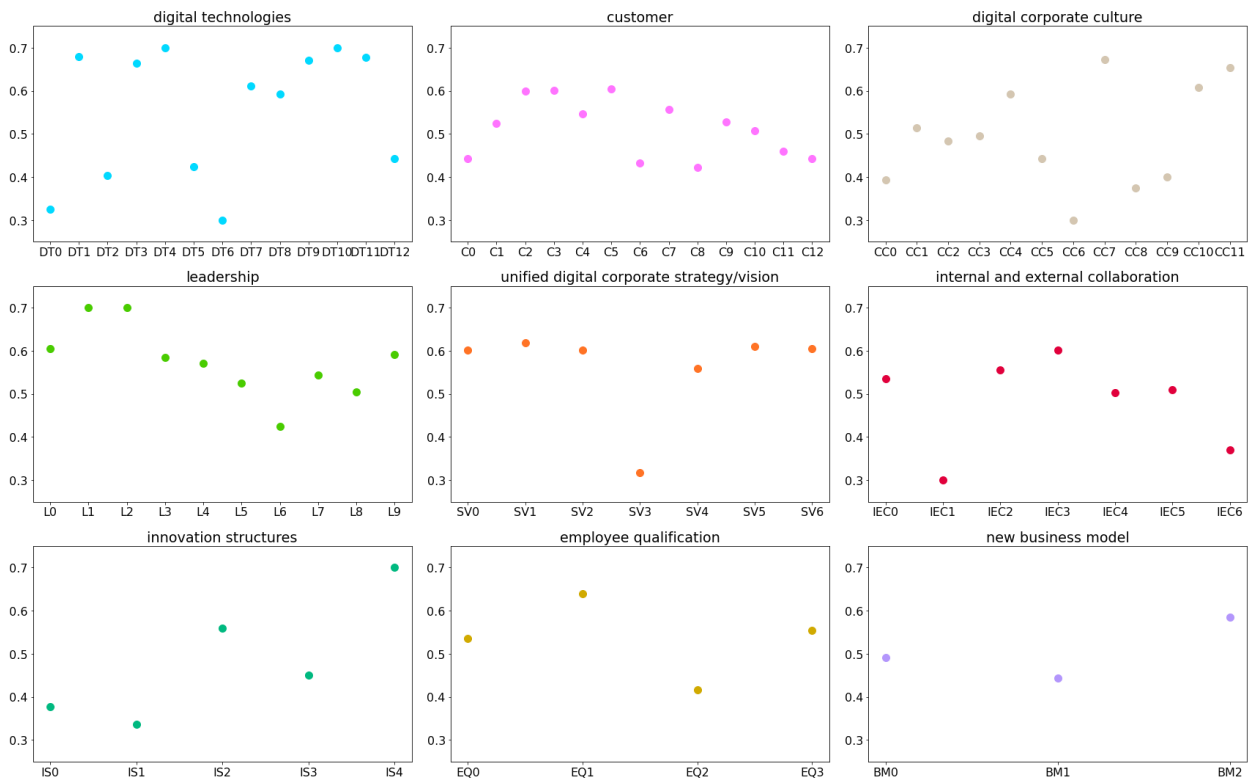 digital technologies
0.7
0.6
0.5
0.4
0.3
DT0 DT1 DT2 DT3 DT4 DT5 DT6 DT7 DT8 DT9 DT10 DT11 DT12
customer
0.7
0.6
0.5
0.4
0.3
C0 C1 C2 C3 C4 C5 C6 C7 C8 C9 C10 C11 C12
digital corporate culture
0.7
0.6
0.5
0.4
0.3
CC0 CC1 CC2 CC3 CC4 CC5 CC6 CC7 CC8 CC9 CC10 CC11
leadership
0.7
0.6
0.5
0.4
0.3
L0 L1 L2 L3 L4 L5 L6 L7 L8 L9
unified digital corporate strategy/vision
0.7
0.6
0.5
0.4
0.3
SV0 SV1 SV2 SV3 SV4 SV5 SV6
internal and external collaboration
0.7
0.6
0.5
0.4
0.3
IEC0 IEC1 IEC2 IEC3 IEC4 IEC5 IEC6
innovation structures
0.7
0.6
0.5
0.4
0.3
IS0 IS1 IS2 IS3 IS4
employee qualification
0.7
0.6
0.5
0.4
0.3
EQ0 EQ1 EQ2 EQ3
new business model
0.7
0.6
0.5
0.4
0.3
BM0 BM1 BM2